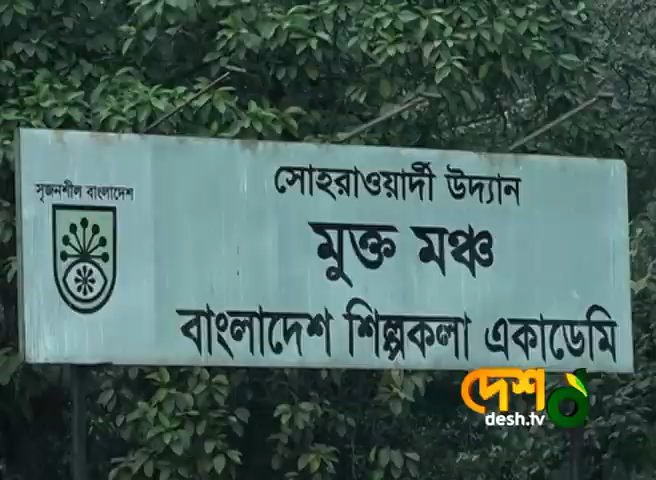 সোহরাওয়ার্দী উদ্যান
সৃজনশীল বাংলাদেশ
মুক্ত মঞ্চ
বাংলাদেশ শিল্পকলা একাডেমি
দেশ
desh.tv